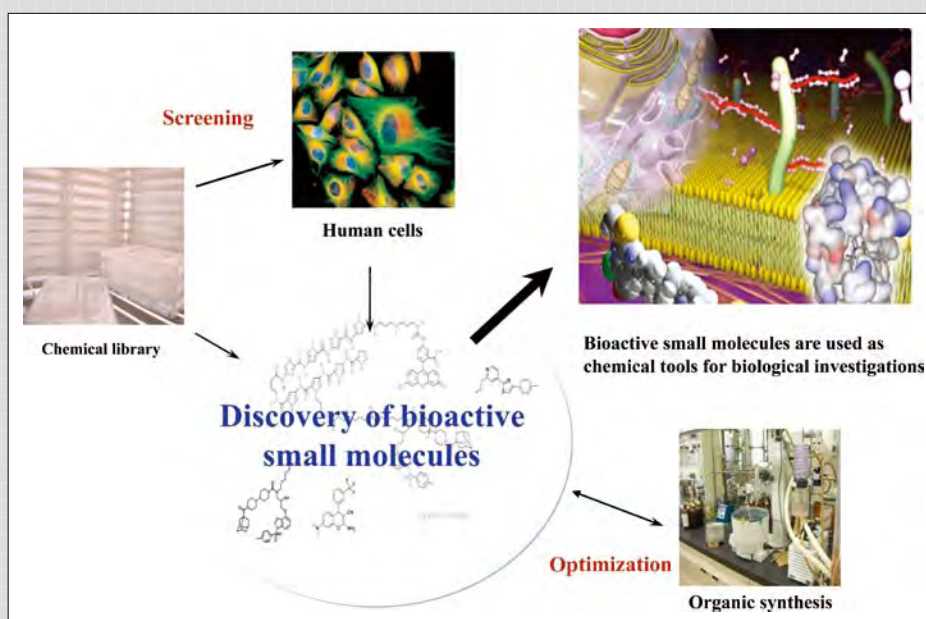 Screening
Human cells
Chemical library
Bioactive small molecules are used as
chemical tools for biological investigations
Discovery of bioactive
small molecules
Optimization
Organic synthesis